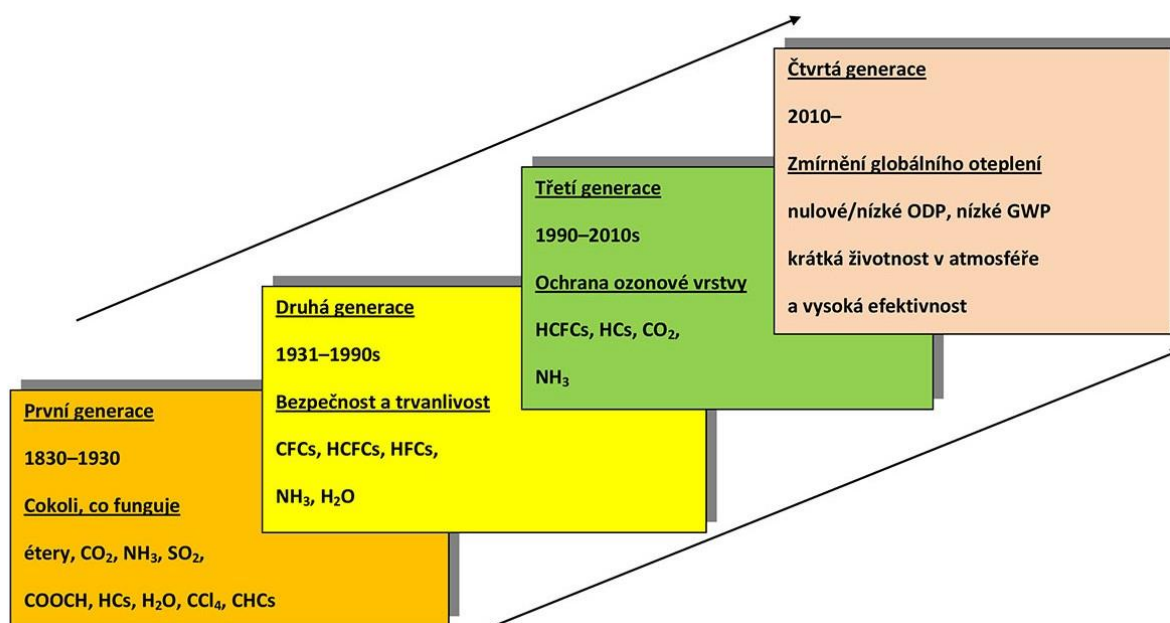 První generace
1830–1930
Cokoli, co funguje
étery, CO₂, NH₃, SO₂,
COOCH, HCs, H₂O, CCl₄, CHCs
Druhá generace
1931–1990s
Bezpečnost a trvanlivost
CFCs, HCFCs, HFCs,
NH₃, H₂O
Třetí generace
1990–2010s
Ochrana ozonové vrstvy
HCFCs, HCs, CO₂,
NH₃
Čtvrtá generace
2010–
Zmírnění globálního oteplení
nulové/nízké ODP, nízké GWP
krátká životnost v atmosféře
a vysoká efektivnost